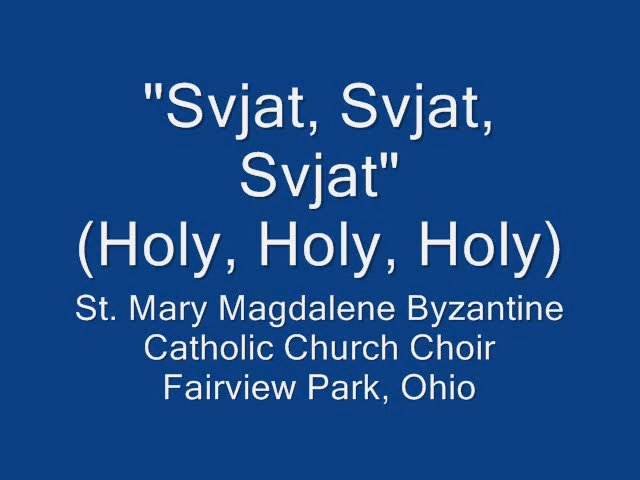 "Svjat, Svjat,
Svjat"
(Holy, Holy, Holy)
St. Mary Magdalene Byzantine
Catholic Church Choir
Fairview Park, Ohio